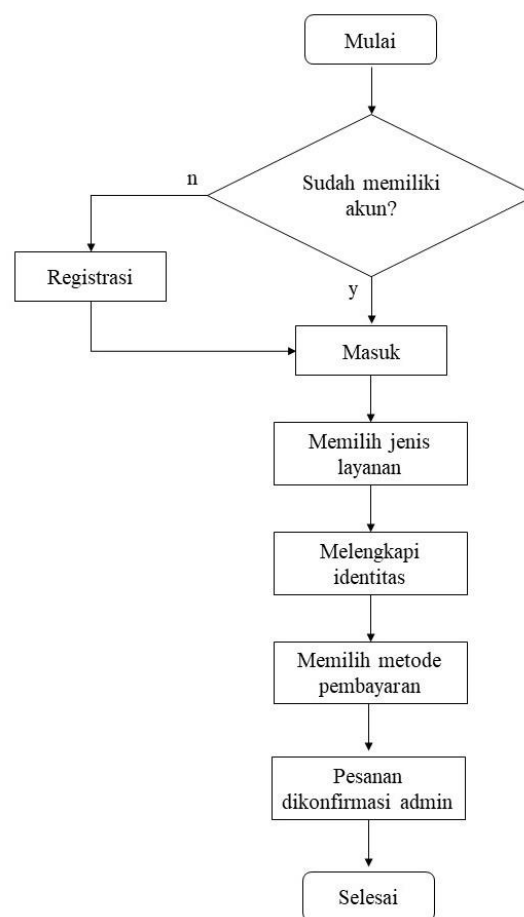 Mulai
Sudah memiliki
akun?
n
Registrasi
y
Masuk
Memilih jenis
layanan
Melengkapi
identitas
Memilih metode
pembayaran
Pesanan
dikonfirmasi admin
Selesai